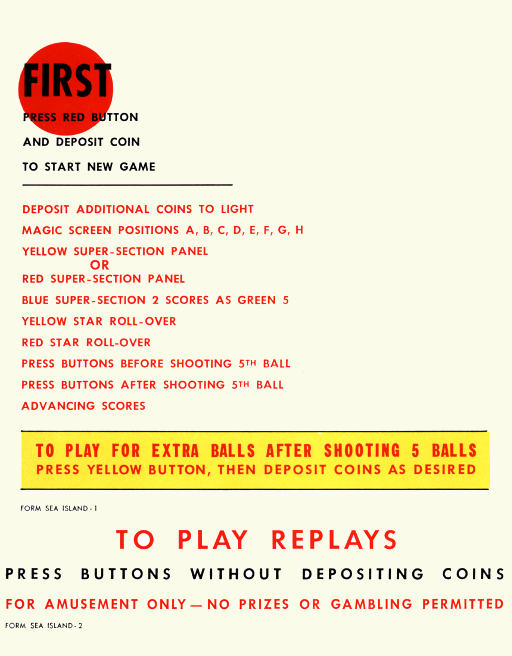 FIRST
PRESS RED BUTTON
AND DEPOSIT COIN
TO START NEW GAME
DEPOSIT ADDITIONAL COINS TO LIGHT
MAGIC SCREEN POSITIONS A, B, C, D, E, F, G, H
YELLOW SUPER-SECTION PANEL
OR
RED SUPER-SECTION PANEL
BLUE SUPER-SECTION 2 SCORES AS GREEN 5
YELLOW STAR ROLL-OVER
RED STAR ROLL-OVER
PRESS BUTTONS BEFORE SHOOTING 5TH BALL
PRESS BUTTONS AFTER SHOOTING 5TH BALL
ADVANCING SCORES
TO PLAY FOR EXTRA BALLS AFTER SHOOTING 5 BALLS
PRESS YELLOW BUTTON, THEN DEPOSIT COINS AS DESIRED
FORM SEA ISLAND-1
TO PLAY REPLAYS
PRESS BUTTONS WITHOUT DEPOSITING COINS
FOR AMUSEMENT ONLY—NO PRIZES OR GAMBLING PERMITTED
FORM SEA ISLAND-2